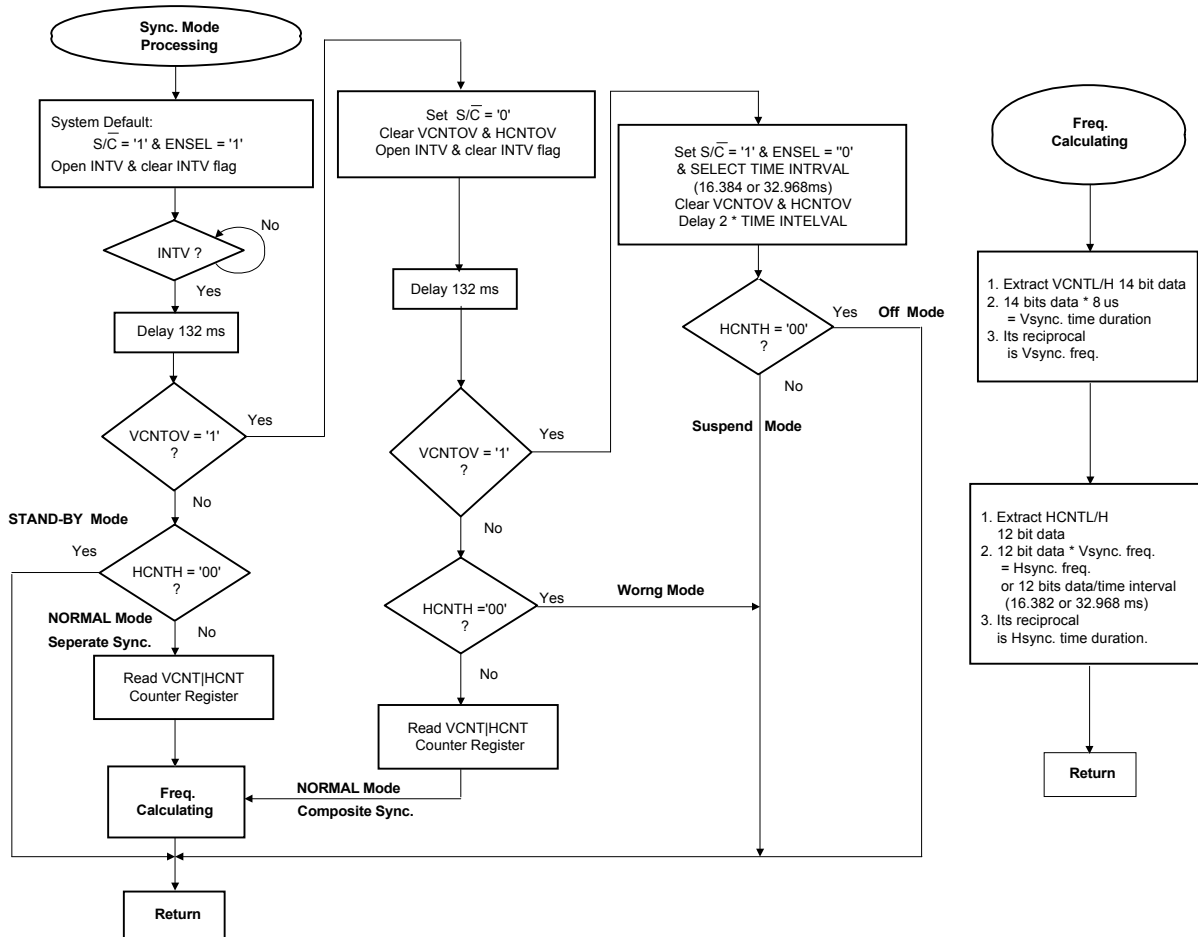 Sync. Mode
Processing
System Default:
S/C̅ = '1' & ENSEL = '1'
Open INTV & clear INTV flag
INTV ?
No
Yes
Delay 132 ms
VCNTOV = '1'
?
Yes
No
STAND-BY Mode
Yes
HCNTH = '00'
?
NORMAL Mode
Seperate Sync.
No
Read VCNT|HCNT
Counter Register
Freq.
Calculating
Return
Set S/C̅ = '0'
Clear VCNTOV & HCNTOV
Open INTV & clear INTV flag
Delay 132 ms
VCNTOV = '1'
?
Yes
No
HCNTH ='00'
?
Yes
Worng Mode
No
Read VCNT|HCNT
Counter Register
NORMAL Mode
Composite Sync.
Set S/C̅ = '1' & ENSEL = "0'
& SELECT TIME INTRVAL
(16.384 or 32.968ms)
Clear VCNTOV & HCNTOV
Delay 2 * TIME INTELVAL
HCNTH = '00'
?
Yes
Off Mode
No
Suspend Mode
Freq.
Calculating
1. Extract VCNTL/H 14 bit data
2. 14 bits data * 8 us
= Vsync. time duration
3. Its reciprocal
is Vsync. freq.
1. Extract HCNTL/H
12 bit data
2. 12 bit data * Vsync. freq.
= Hsync. freq.
or 12 bits data/time interval
(16.382 or 32.968 ms)
3. Its reciprocal
is Hsync. time duration.
Return